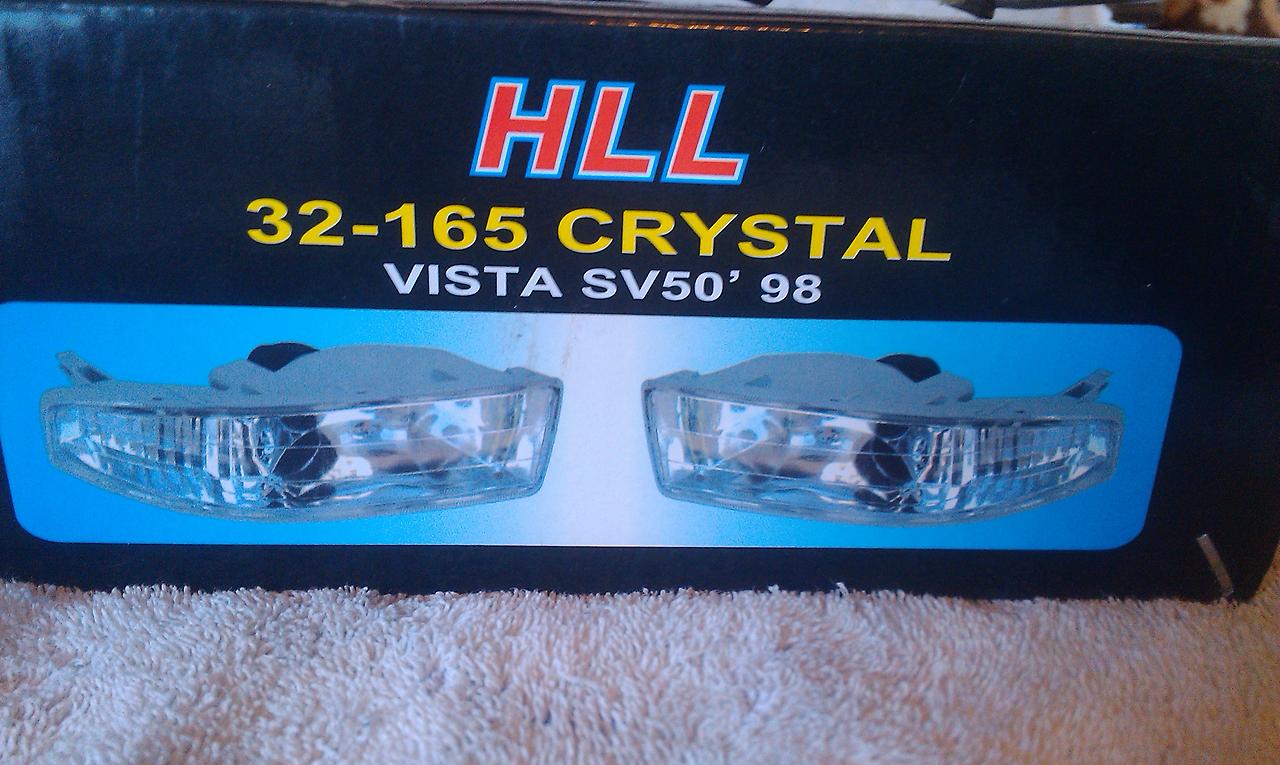 HLL
32-165 CRYSTAL
VISTA SV50' 98